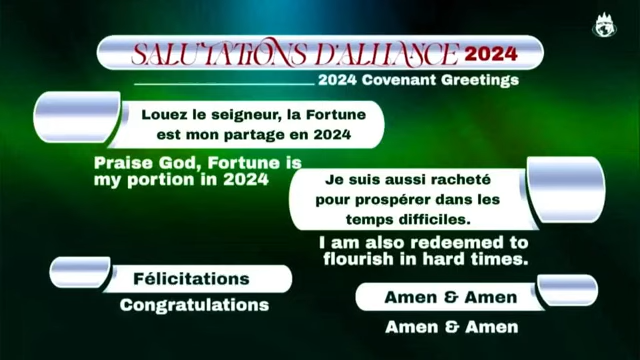 SALUTATIONS D'ALLIANCE 2024
2024 Covenant Greetings
Louez le seigneur, la Fortune
est mon partage en 2024
Praise God, Fortune is
my portion in 2024
Je suis aussi racheté
pour prospérer dans les
temps difficiles.
I am also redeemed to
flourish in hard times.
Félicitations
Congratulations
Amen & Amen
Amen & Amen